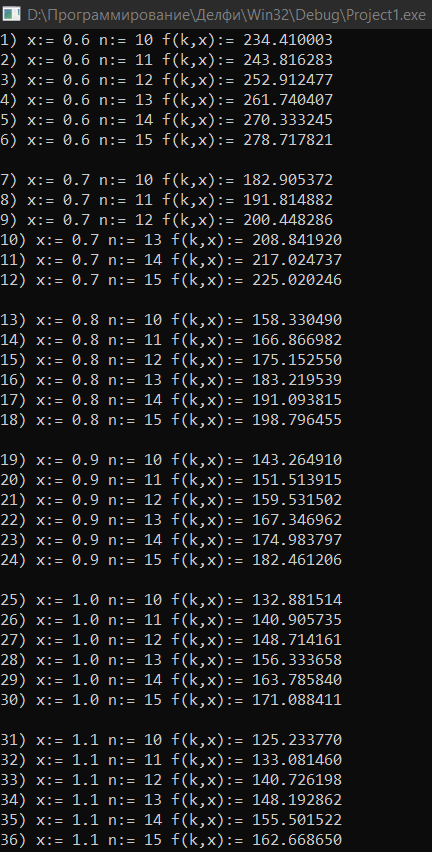 D:\Программирование\Делфи\Win32\Debug\Project1.exe
1) x:= 0.6 n:= 10 f(k,x):= 234.410003
2) x:= 0.6 n:= 11 f(k,x):= 243.816283
3) x:= 0.6 n:= 12 f(k,x):= 252.912477
4) x:= 0.6 n:= 13 f(k,x):= 261.740407
5) x:= 0.6 n:= 14 f(k,x):= 270.333245
6) x:= 0.6 n:= 15 f(k,x):= 278.717821
7) x:= 0.7 n:= 10 f(k,x):= 182.905372
8) x:= 0.7 n:= 11 f(k,x):= 191.814882
9) x:= 0.7 n:= 12 f(k,x):= 200.448286
10) x:= 0.7 n:= 13 f(k,x):= 208.841920
11) x:= 0.7 n:= 14 f(k,x):= 217.024737
12) x:= 0.7 n:= 15 f(k,x):= 225.020246
13) x:= 0.8 n:= 10 f(k,x):= 158.330490
14) x:= 0.8 n:= 11 f(k,x):= 166.866982
15) x:= 0.8 n:= 12 f(k,x):= 175.152550
16) x:= 0.8 n:= 13 f(k,x):= 183.219539
17) x:= 0.8 n:= 14 f(k,x):= 191.093815
18) x:= 0.8 n:= 15 f(k,x):= 198.796455
19) x:= 0.9 n:= 10 f(k,x):= 143.264910
20) x:= 0.9 n:= 11 f(k,x):= 151.513915
21) x:= 0.9 n:= 12 f(k,x):= 159.531502
22) x:= 0.9 n:= 13 f(k,x):= 167.346962
23) x:= 0.9 n:= 14 f(k,x):= 174.983797
24) x:= 0.9 n:= 15 f(k,x):= 182.461206
25) x:= 1.0 n:= 10 f(k,x):= 132.881514
26) x:= 1.0 n:= 11 f(k,x):= 140.905735
27) x:= 1.0 n:= 12 f(k,x):= 148.714161
28) x:= 1.0 n:= 13 f(k,x):= 156.333658
29) x:= 1.0 n:= 14 f(k,x):= 163.785840
30) x:= 1.0 n:= 15 f(k,x):= 171.088411
31) x:= 1.1 n:= 10 f(k,x):= 125.233770
32) x:= 1.1 n:= 11 f(k,x):= 133.081460
33) x:= 1.1 n:= 12 f(k,x):= 140.726198
34) x:= 1.1 n:= 13 f(k,x):= 148.192862
35) x:= 1.1 n:= 14 f(k,x):= 155.501522
36) x:= 1.1 n:= 15 f(k,x):= 162.668650